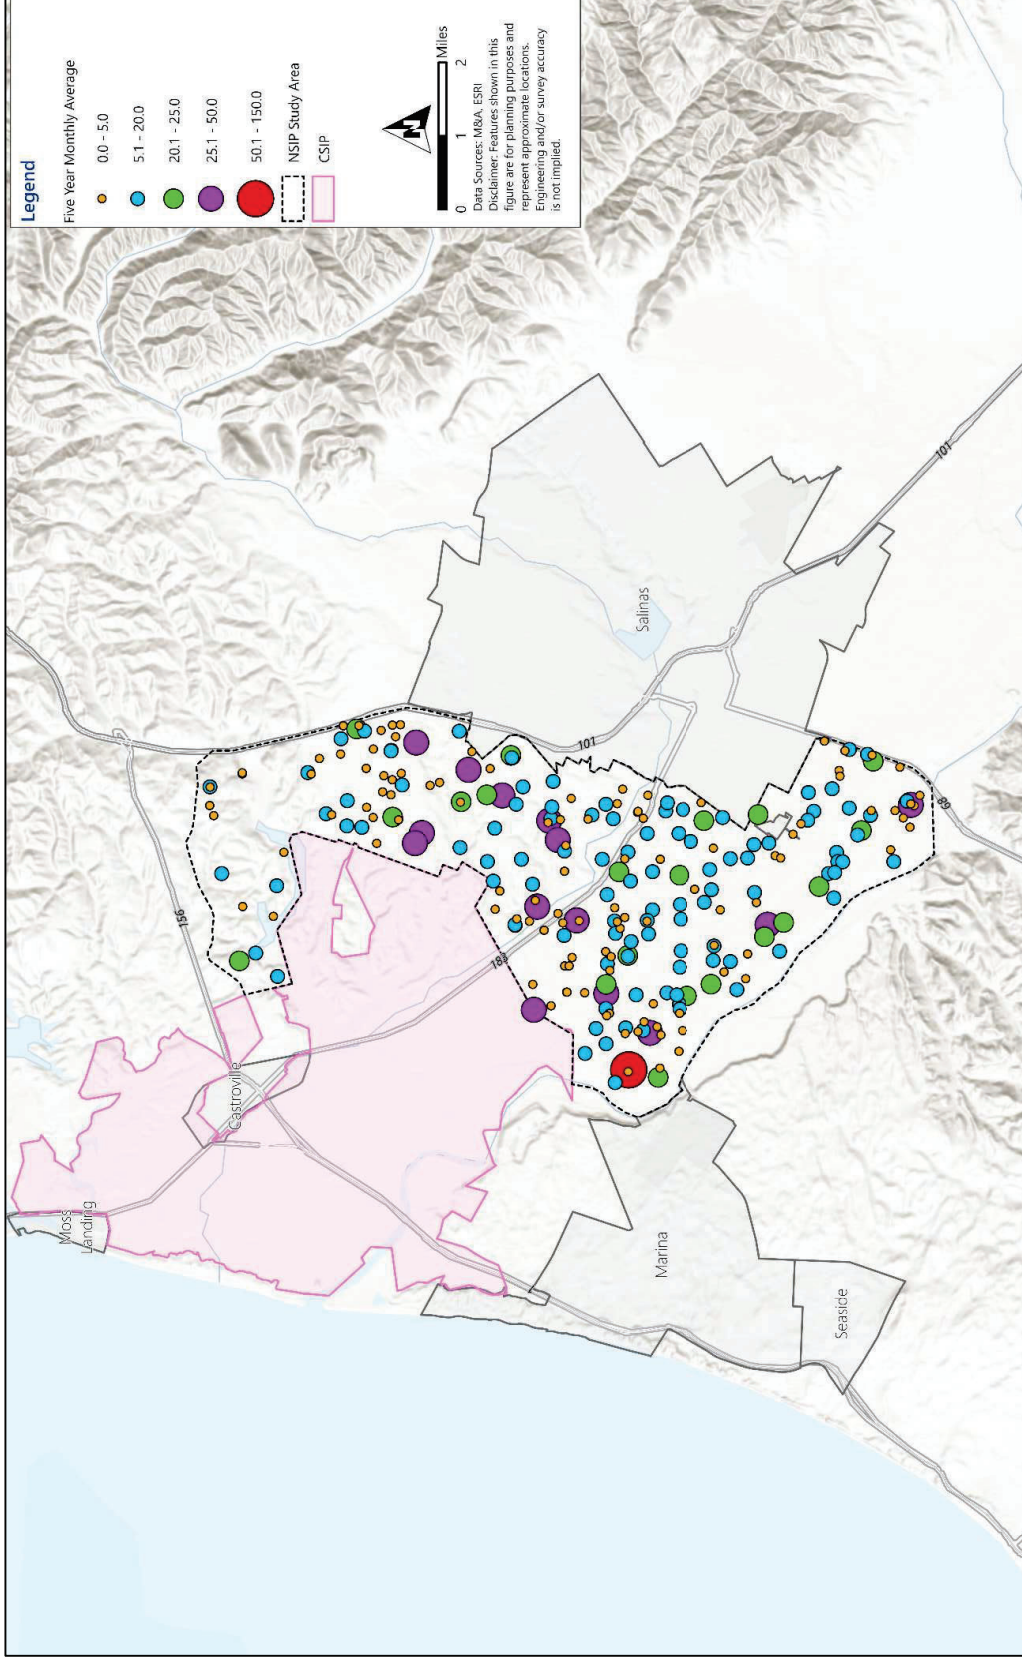 Legend
Five Year Monthly Average
0.0 - 5.0
5.1 - 20.0
20.1 - 25.0
25.1 - 50.0
50.1 - 150.0
NSIP Study Area
CSIP
N
0 1 2 Miles
Data Sources: M&A, ESRI
Disclaimer: Features shown in this
figure are for planning purposes and
represent approximate locations.
Engineering and/or survey accuracy
is not implied.
Moss
Landing
Castroville
156
183
101
Salinas
101
68
Marina
Seaside